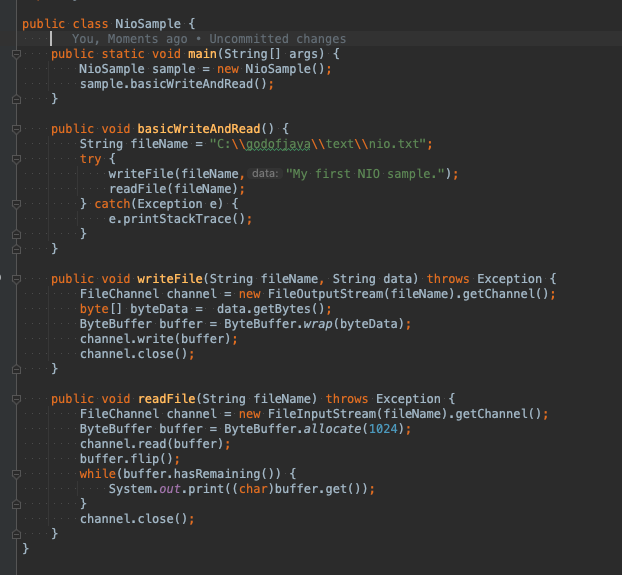 public class NioSample {
You, Moments ago • Uncommitted changes
public static void main(String[] args) {
NioSample sample = new NioSample();
sample.basicWriteAndRead();
}
public void basicWriteAndRead() {
String fileName = "C:\\godofjava\\text\\nio.txt";
try {
writeFile(fileName, data: "My first NIO sample.");
readFile(fileName);
} catch(Exception e) {
e.printStackTrace();
}
}
public void writeFile(String fileName, String data) throws Exception {
FileChannel channel = new FileOutputStream(fileName).getChannel();
byte[] byteData =  data.getBytes();
ByteBuffer buffer = ByteBuffer.wrap(byteData);
channel.write(buffer);
channel.close();
}
public void readFile(String fileName) throws Exception {
FileChannel channel = new FileInputStream(fileName).getChannel();
ByteBuffer buffer = ByteBuffer.allocate(1024);
channel.read(buffer);
buffer.flip();
while(buffer.hasRemaining()) {
System.out.print((char)buffer.get());
}
channel.close();
}
}